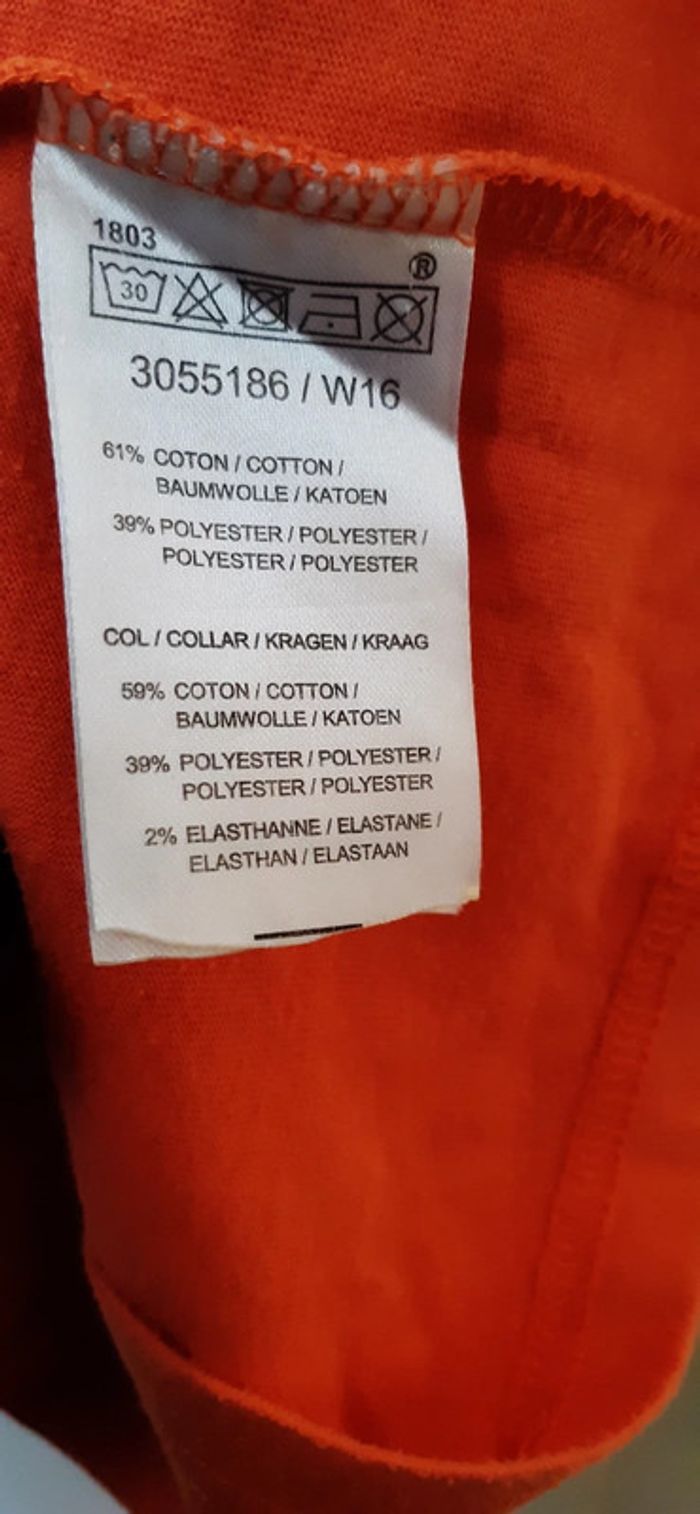 1803
®
30
3055186 / W16
61% COTON / COTTON /
BAUMWOLLE / KATOEN
39% POLYESTER / POLYESTER /
POLYESTER / POLYESTER
COL / COLLAR / KRAGEN / KRAAG
59% COTON / COTTON /
BAUMWOLLE / KATOEN
39% POLYESTER / POLYESTER /
POLYESTER / POLYESTER
2% ELASTHANNE / ELASTANE /
ELASTHAN / ELASTAAN